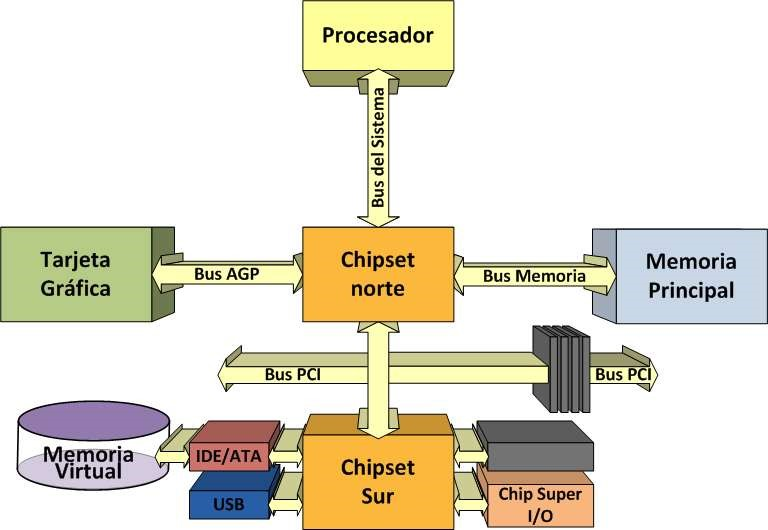 Procesador
Bus del Sistema
Tarjeta
Gráfica
Bus AGP
Chipset
norte
Bus Memoria
Memoria
Principal
Bus PCI
Bus PCI
Memoria
Virtual
IDE/ATA
USB
Chipset
Sur
Chip Super
I/O